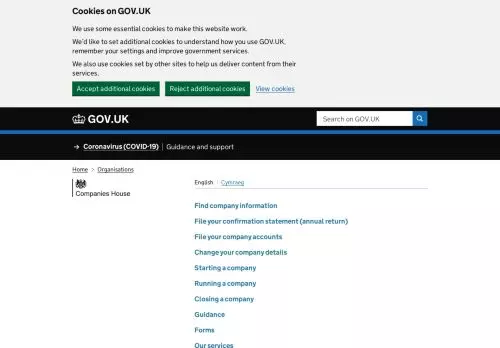 Cookies on GOV.UK
We use some essential cookies to make this website work.
We'd like to set additional cookies to understand how you use GOV.UK,
remember your settings and improve government services.
We also use cookies set by other sites to help us deliver content from their
services.
Accept additional cookies Reject additional cookies View cookies
GOV.UK Search on GOV.UK
→ Coronavirus (COVID-19) Guidance and support
Home > Organisations
Companies House English Cymraeg
Find company information
File your confirmation statement (annual return)
File your company accounts
Change your company details
Starting a company
Running a company
Closing a company
Guidance
Forms
Our services